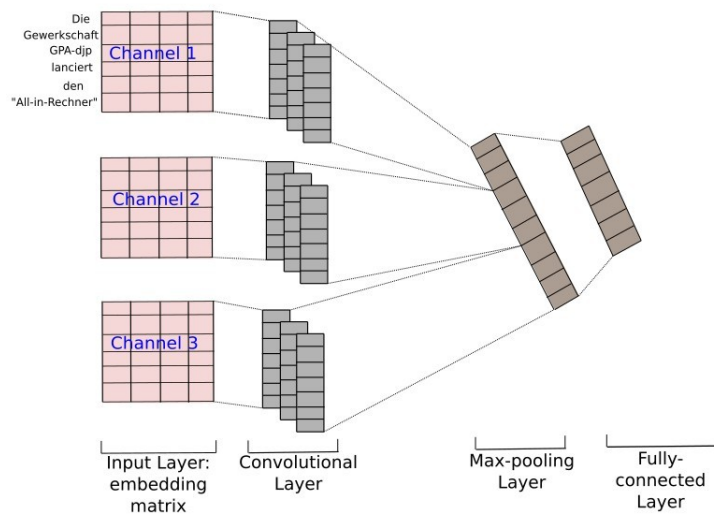 Die
Gewerkschaft
GPA-djp
lanciert
den
"All-in-Rechner"
Channel 1
Channel 2
Channel 3
Input Layer:
embedding
matrix
Convolutional
Layer
Max-pooling
Layer
Fully-
connected
Layer